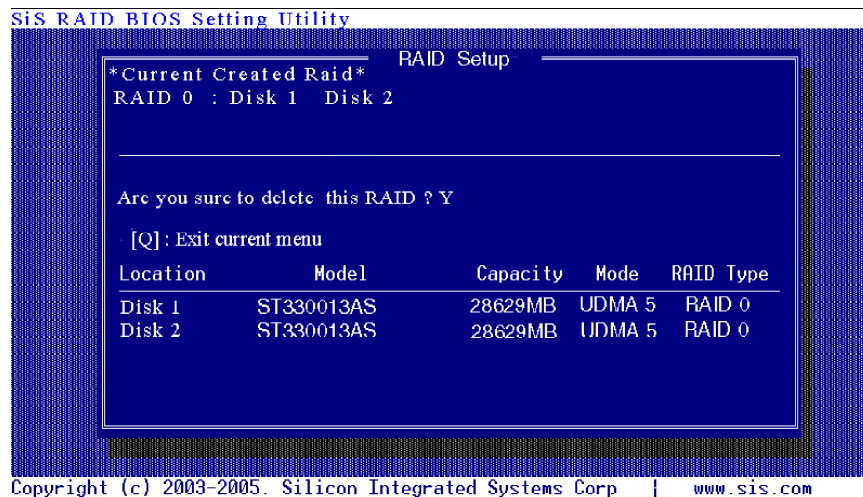 SiS RAID BIOS Setting Utility
RAID Setup
*Current Created Raid*
RAID 0 : Disk 1 Disk 2
Are you sure to delete this RAID ? Y
[Q] : Exit current menu
Location Model Capacity Mode RAID Type
Disk 1 ST330013AS 28629MB UDMA 5 RAID 0
Disk 2 ST330013AS 28629MB UDMA 5 RAID 0
Copyright (c) 2003-2005. Silicon Integrated Systems Corp | www.sis.com